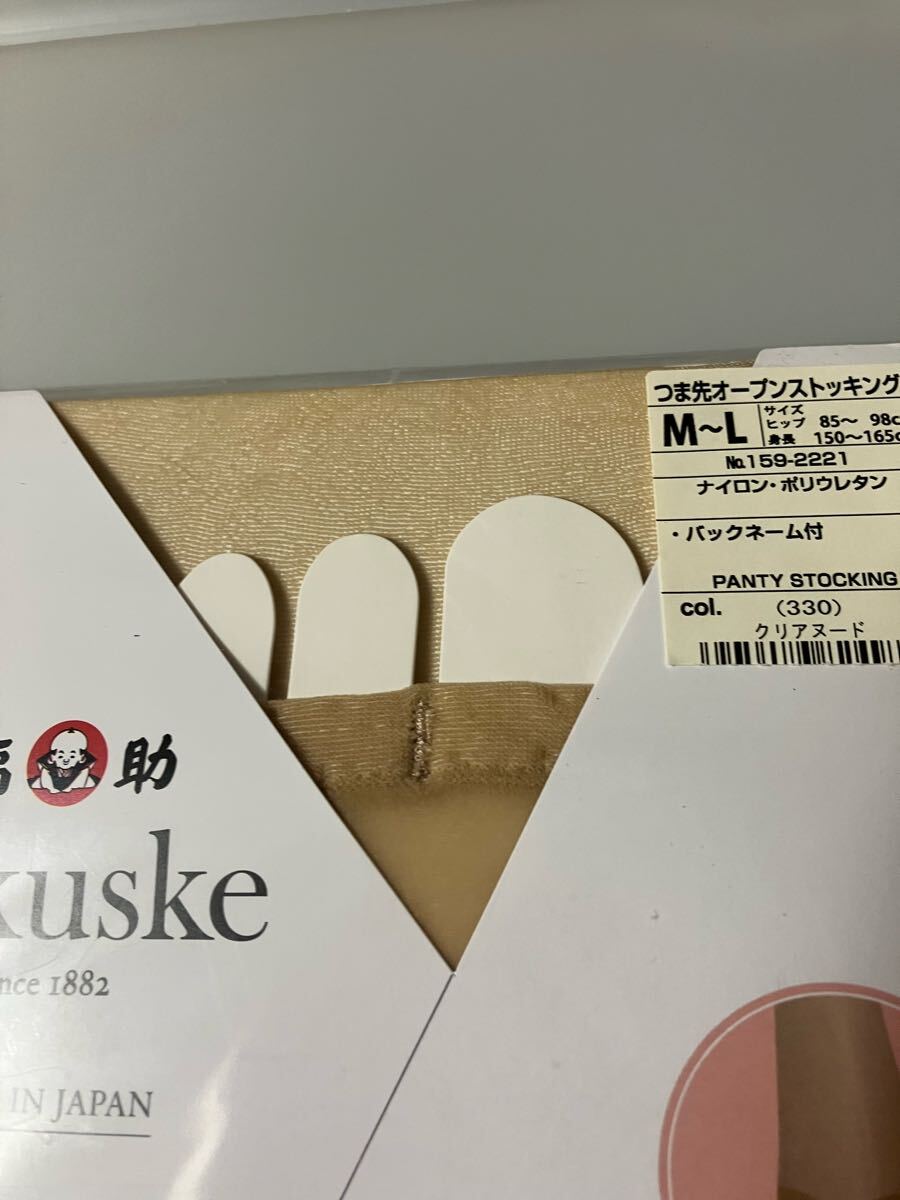 つま先オープンストッキング
M～L サイズ
ヒップ 85～ 98c
身長 150～165c
No.159-2221
ナイロン・ポリウレタン
・バックネーム付
PANTY STOCKING
col. (330)
クリアヌード
福助
kuske
nce 1882
IN JAPAN